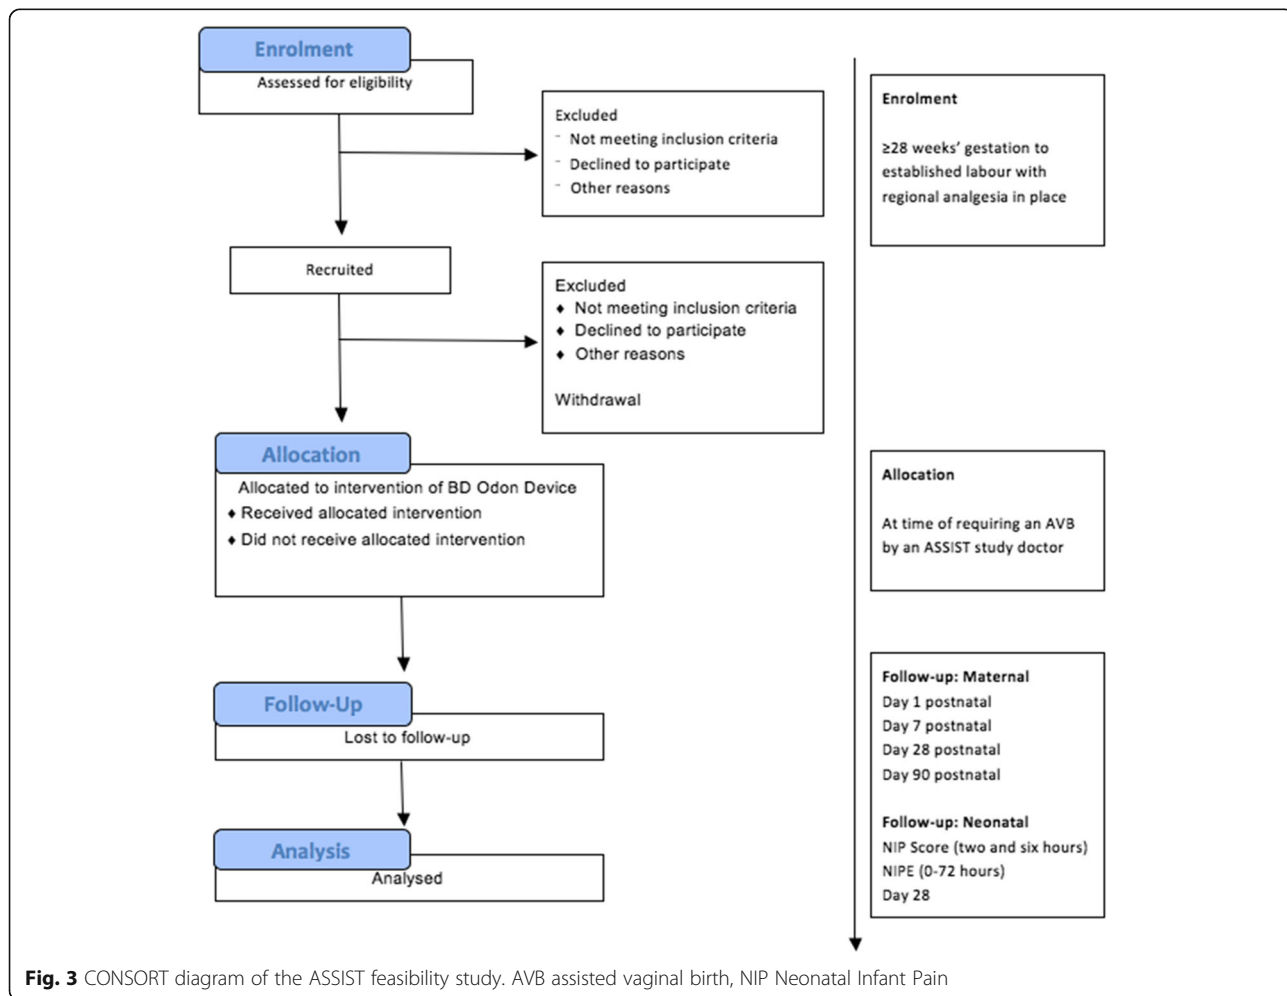 Enrolment
Assessed for eligibility
Excluded
- Not meeting inclusion criteria
- Declined to participate
- Other reasons
Recruited
Excluded
♦ Not meeting inclusion criteria
♦ Declined to participate
♦ Other reasons
Withdrawal
Allocation
Allocated to intervention of BD Odon Device
♦ Received allocated intervention
♦ Did not receive allocated intervention
Follow-Up
Lost to follow-up
Analysis
Analysed
Enrolment
≥28 weeks’ gestation to
established labour with
regional analgesia in place
Allocation
At time of requiring an AVB
by an ASSIST study doctor
Follow-up: Maternal
Day 1 postnatal
Day 7 postnatal
Day 28 postnatal
Day 90 postnatal
Follow-up: Neonatal
NIP Score (two and six hours)
NIPE (0-72 hours)
Day 28
Fig. 3 CONSORT diagram of the ASSIST feasibility study. AVB assisted vaginal birth, NIP Neonatal Infant Pain